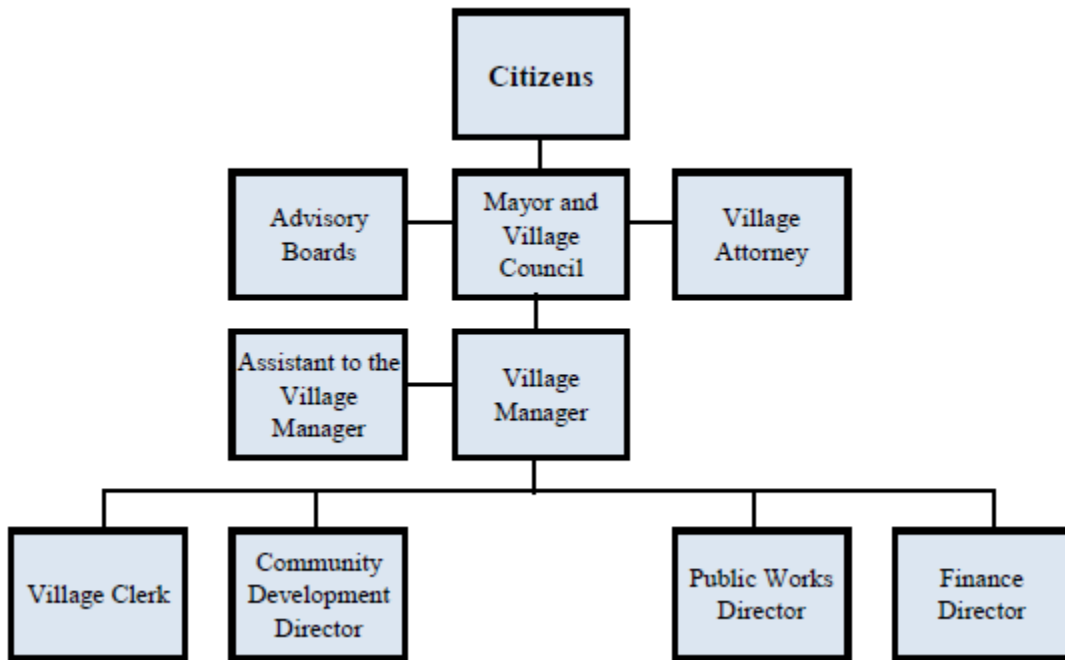 Citizens
Advisory
Boards
Mayor and
Village
Council
Village
Attorney
Assistant to the
Village
Manager
Village
Manager
Village Clerk
Community
Development
Director
Public Works
Director
Finance
Director